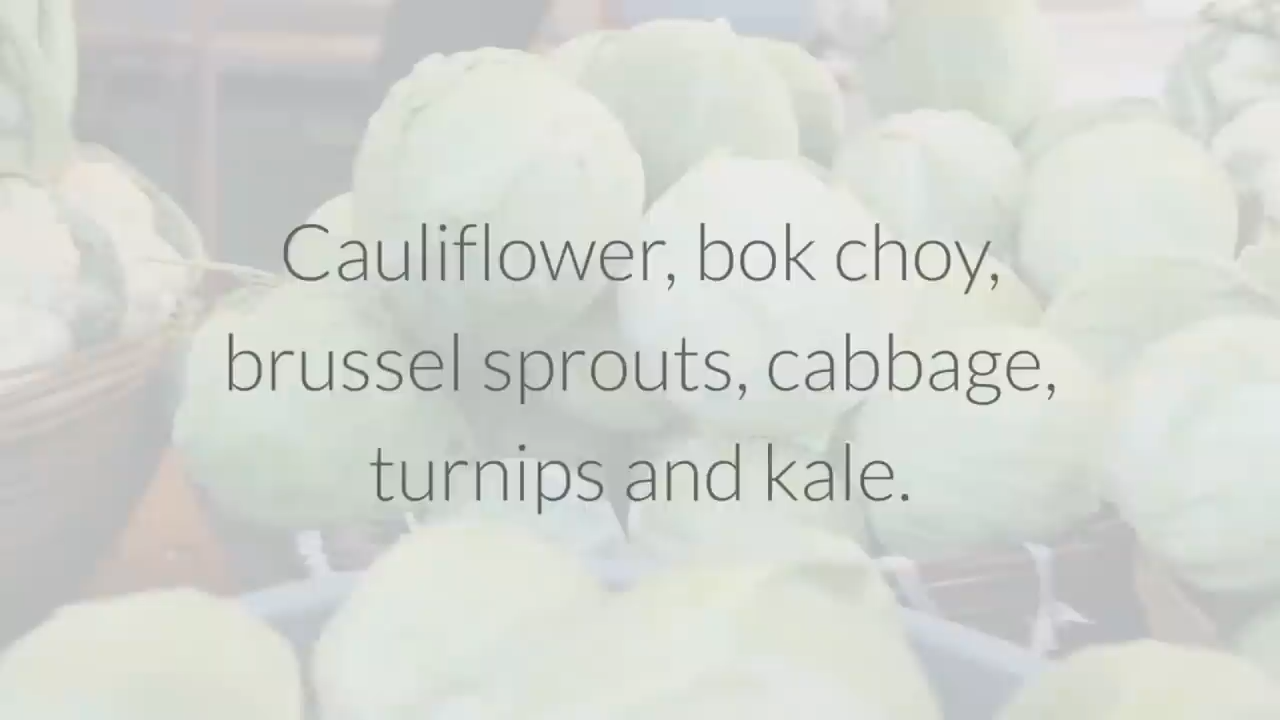 Cauliflower, bok choy,
brussel sprouts, cabbage,
turnips and kale.